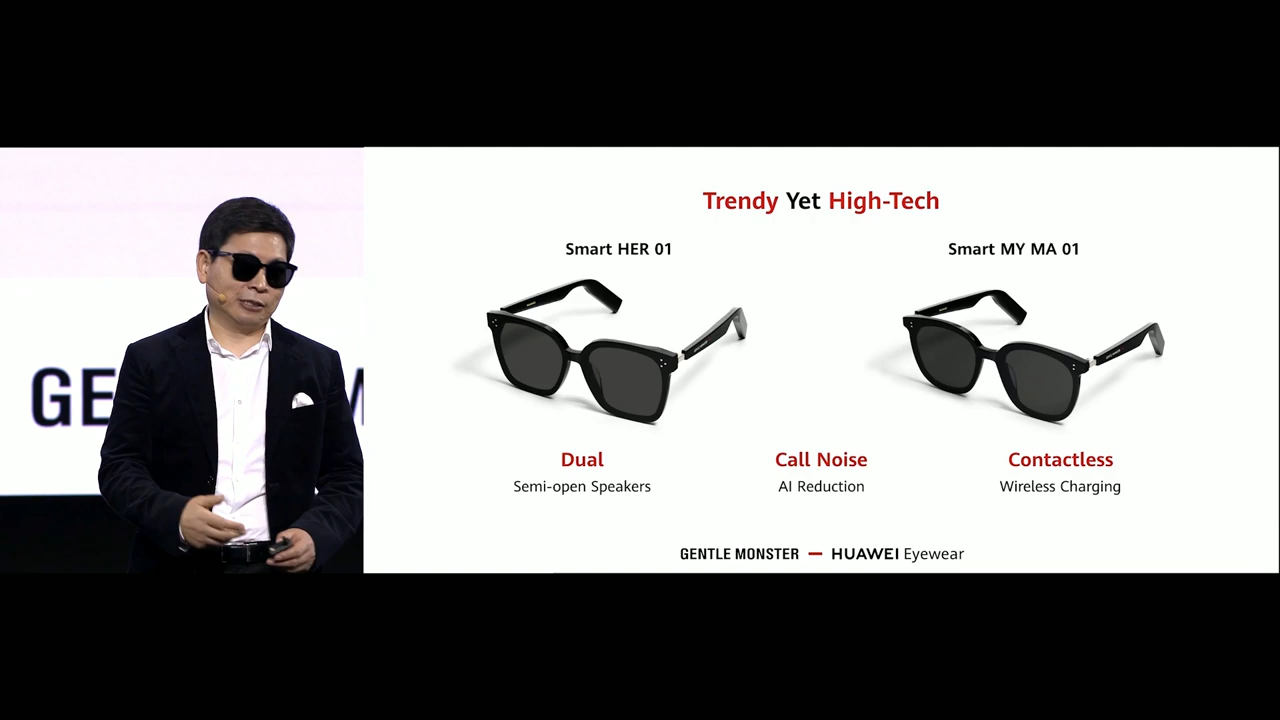 GE
Trendy Yet High-Tech
Smart HER 01
Smart MY MA 01
Dual
Semi-open Speakers
Call Noise
AI Reduction
Contactless
Wireless Charging
GENTLE MONSTER — HUAWEI Eyewear